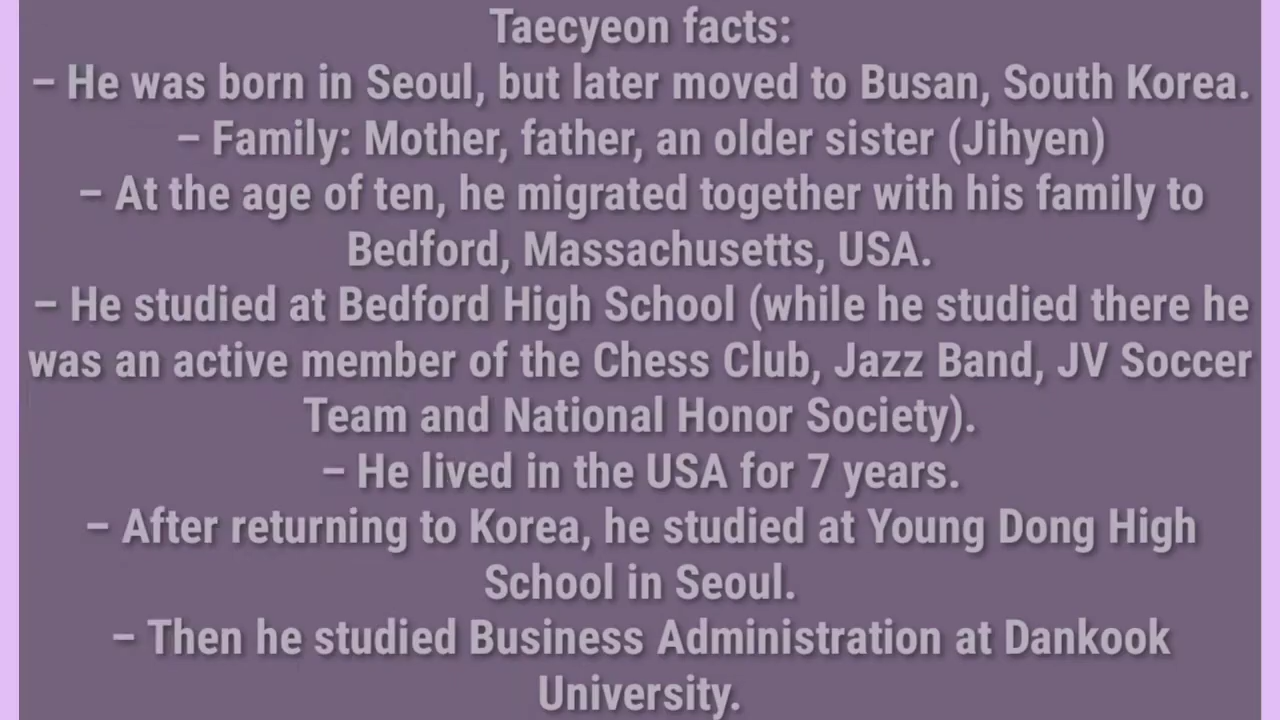 Taecyeon facts:
– He was born in Seoul, but later moved to Busan, South Korea.
– Family: Mother, father, an older sister (Jihyen)
– At the age of ten, he migrated together with his family to
Bedford, Massachusetts, USA.
– He studied at Bedford High School (while he studied there he
was an active member of the Chess Club, Jazz Band, JV Soccer
Team and National Honor Society).
– He lived in the USA for 7 years.
– After returning to Korea, he studied at Young Dong High
School in Seoul.
– Then he studied Business Administration at Dankook
University.